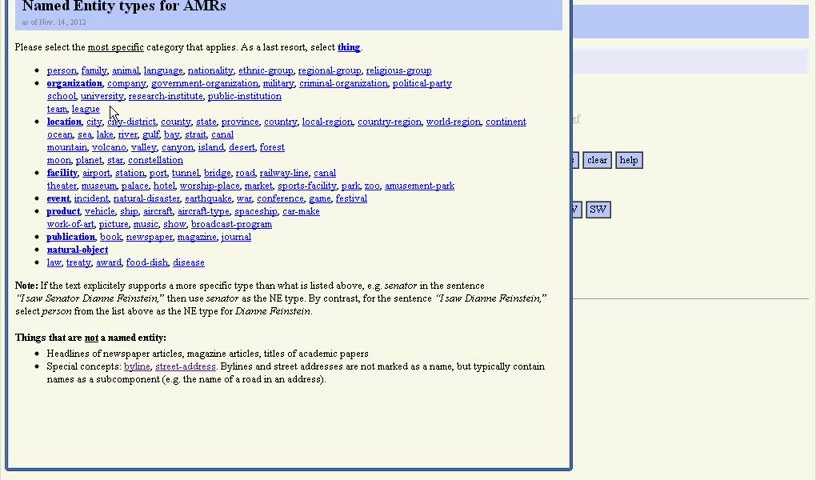 Named Entity types for AMRs
as of Nov. 14, 2012
Please select the most specific category that applies. As a last resort, select thing.
person, family, animal, language, nationality, ethnic-group, regional-group, religious-group
organization, company, government-organization, military, criminal-organization, political-party
school, university, research-institute, public-institution
team, league
location, city, city-district, county, state, province, country, local-region, country-region, world-region, continent
ocean, sea, lake, river, gulf, bay, strait, canal
mountain, volcano, valley, canyon, island, desert, forest
moon, planet, star, constellation
facility, airport, station, port, tunnel, bridge, road, railway-line, canal
theater, museum, palace, hotel, worship-place, market, sports-facility, park, zoo, amusement-park
event, incident, natural-disaster, earthquake, war, conference, game, festival
product, vehicle, ship, aircraft, aircraft-type, spaceship, car-make
work-of-art, picture, music, show, broadcast-program
publication, book, newspaper, magazine, journal
natural-object
law, treaty, award, food-dish, disease
Note: If the text explicitely supports a more specific type than what is listed above, e.g. senator in the sentence
“I saw Senator Dianne Feinstein,” then use senator as the NE type. By contrast, for the sentence “I saw Dianne Feinstein,”
select person from the list above as the NE type for Dianne Feinstein.
Things that are not a named entity:
Headlines of newspaper articles, magazine articles, titles of academic papers
Special concepts: byline, street-address. Bylines and street addresses are not marked as a name, but typically contain
names as a subcomponent (e.g. the name of a road in an address).
clear help
SW